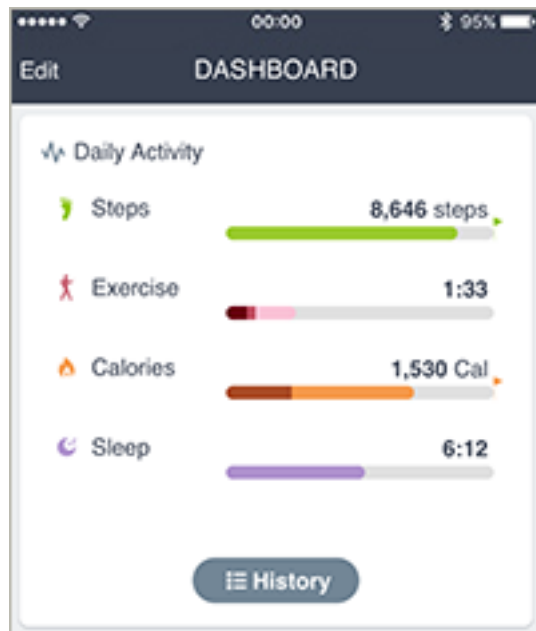 00:00 95%
Edit DASHBOARD
Daily Activity
Steps 8,646 steps
Exercise 1:33
Calories 1,530 Cal
Sleep 6:12
History